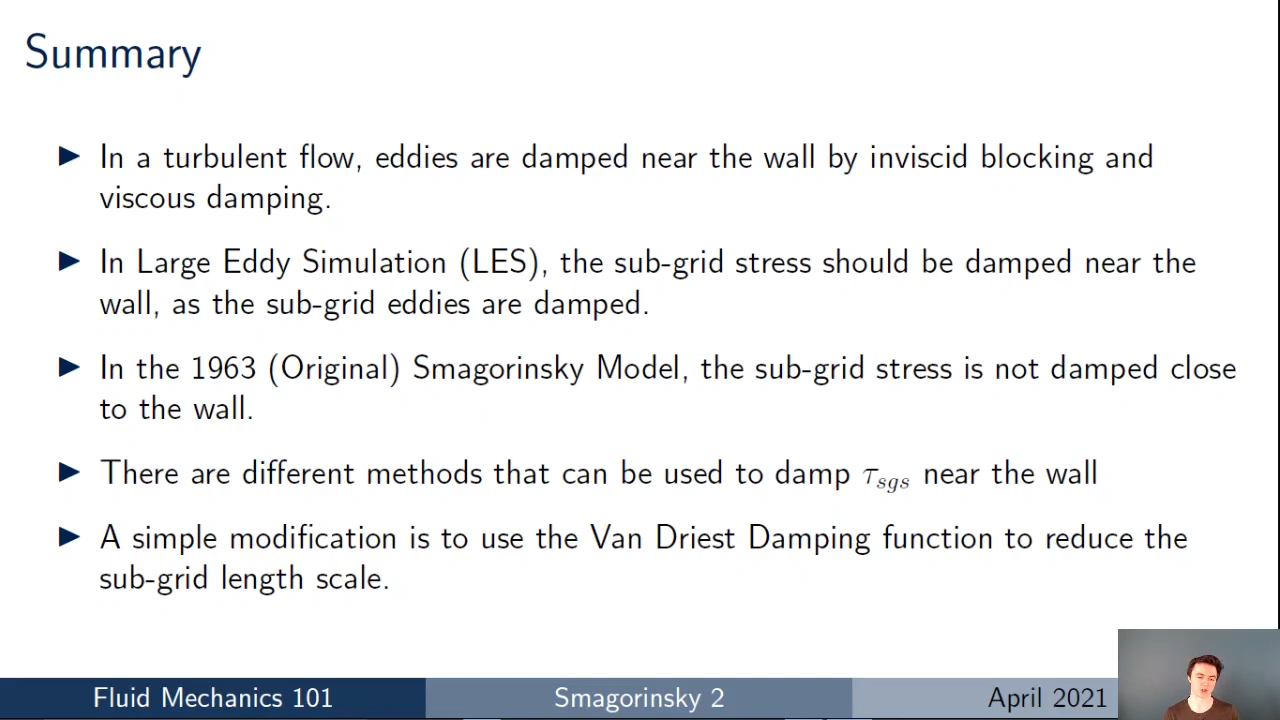 Summary
▶ In a turbulent flow, eddies are damped near the wall by inviscid blocking and
viscous damping.
▶ In Large Eddy Simulation (LES), the sub-grid stress should be damped near the
wall, as the sub-grid eddies are damped.
▶ In the 1963 (Original) Smagorinsky Model, the sub-grid stress is not damped close
to the wall.
▶ There are different methods that can be used to damp τ_sgs near the wall
▶ A simple modification is to use the Van Driest Damping function to reduce the
sub-grid length scale.
Fluid Mechanics 101
Smagorinsky 2
April 2021